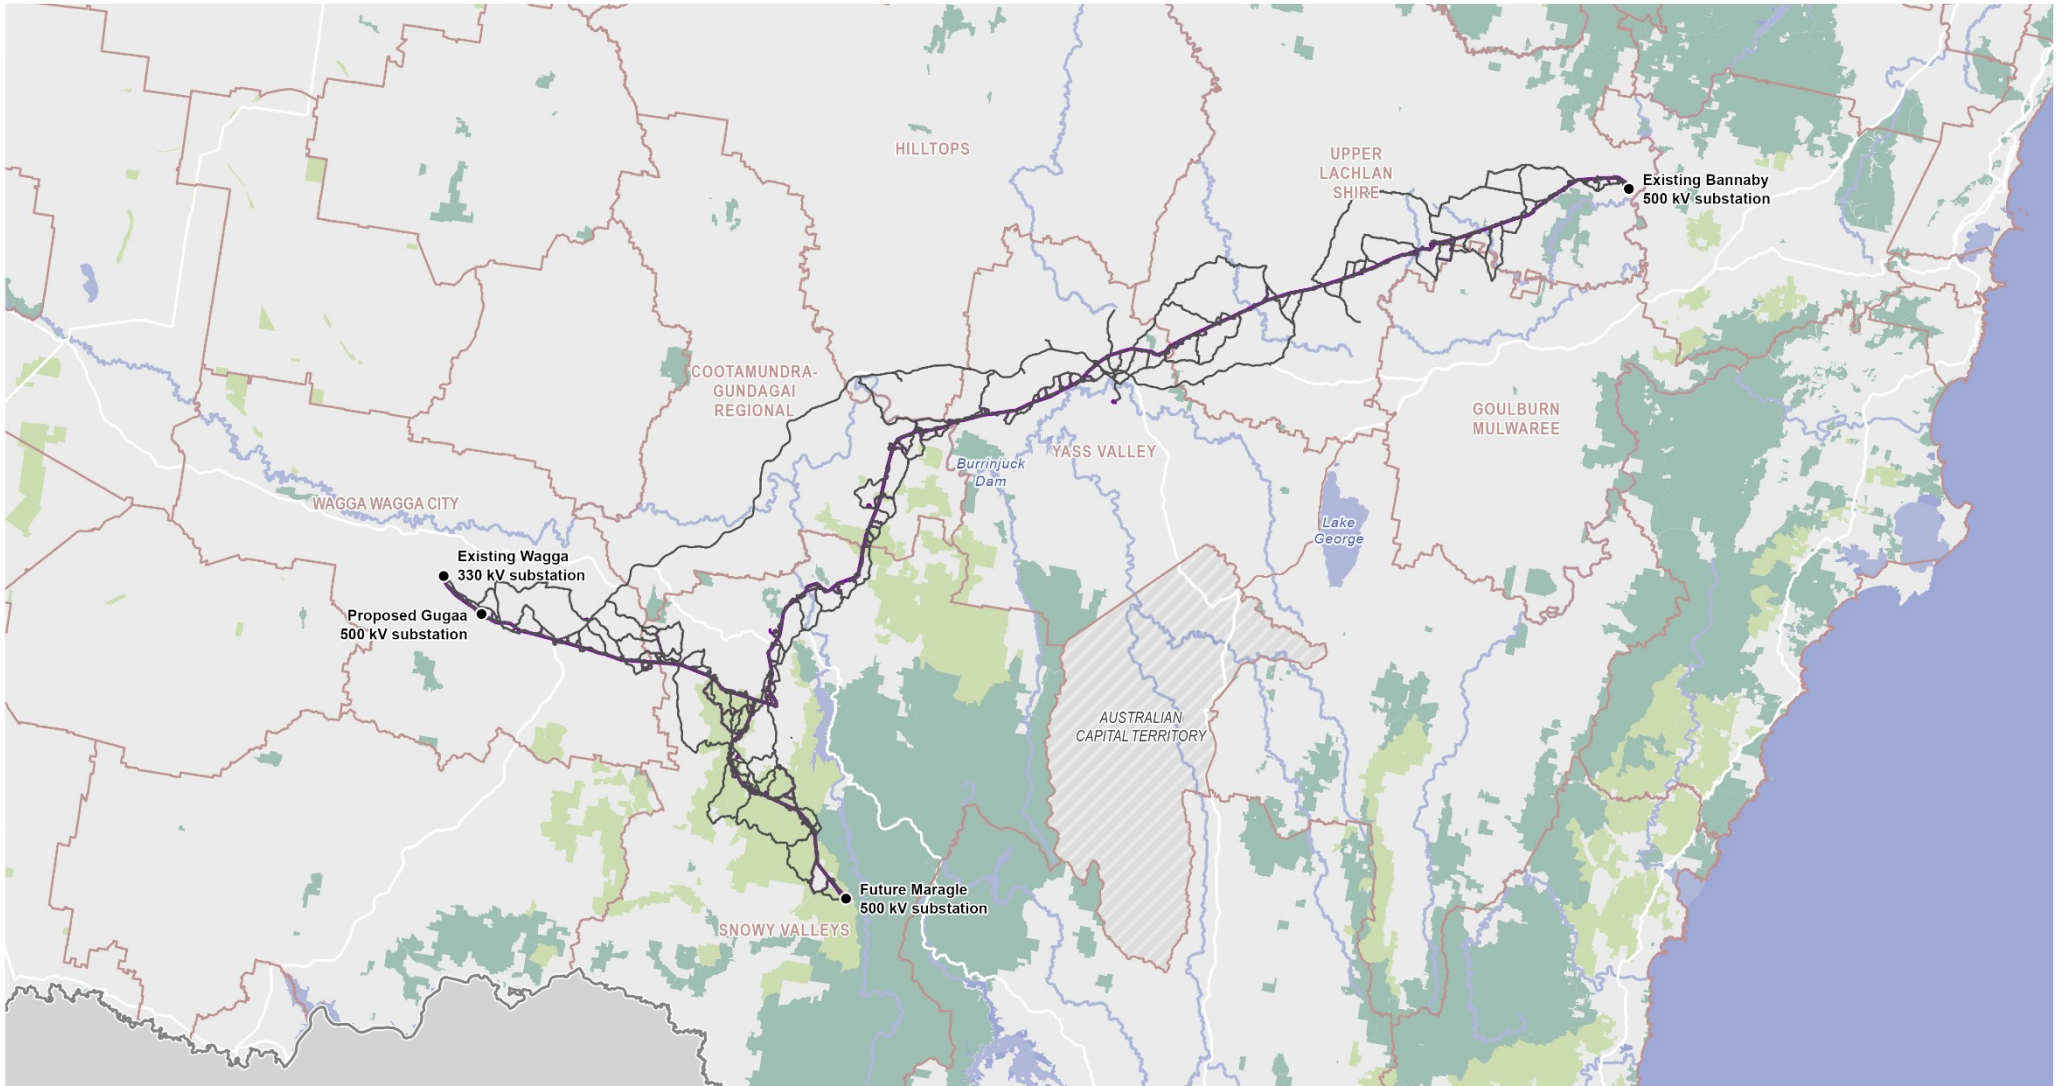 HILLTOPS
UPPER
LACHLAN
SHIRE
Existing Bannaby
500 kV substation
COOTAMUNDRA-
GUNDAGAI
REGIONAL
GOULBURN
MULWAREE
YASS VALLEY
Burrinjuck
Dam
WAGGA WAGGA CITY
Lake
George
Existing Wagga
330 kV substation
Proposed Gugaa
500 kV substation
AUSTRALIAN
CAPITAL TERRITORY
Future Maragle
500 kV substation
SNOWY VALLEYS